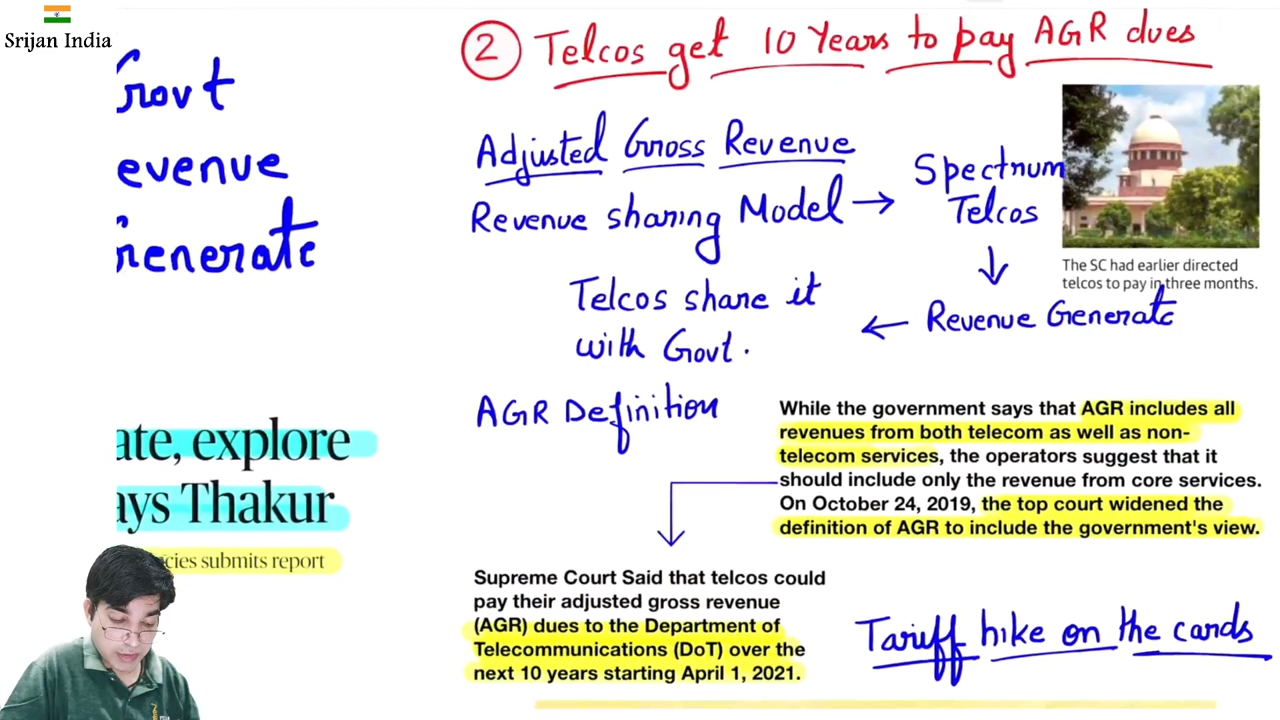 Srijan India
Govt
evenue
Generate
ate, explore
ays Thakur
cies submits report
2 Telcos get 10 Years to pay AGR dues
Adjusted Gross Revenue
Revenue sharing Model →
Spectrum
Telcos
↓
Revenue Generate
←
Telcos share it
with Govt.
The SC had earlier directed
telcos to pay in three months.
AGR Definition
While the government says that AGR includes all
revenues from both telecom as well as non-
telecom services, the operators suggest that it
should include only the revenue from core services.
On October 24, 2019, the top court widened the
definition of AGR to include the government's view.
Supreme Court Said that telcos could
pay their adjusted gross revenue
(AGR) dues to the Department of
Telecommunications (DoT) over the
next 10 years starting April 1, 2021.
Tariff hike on the cards